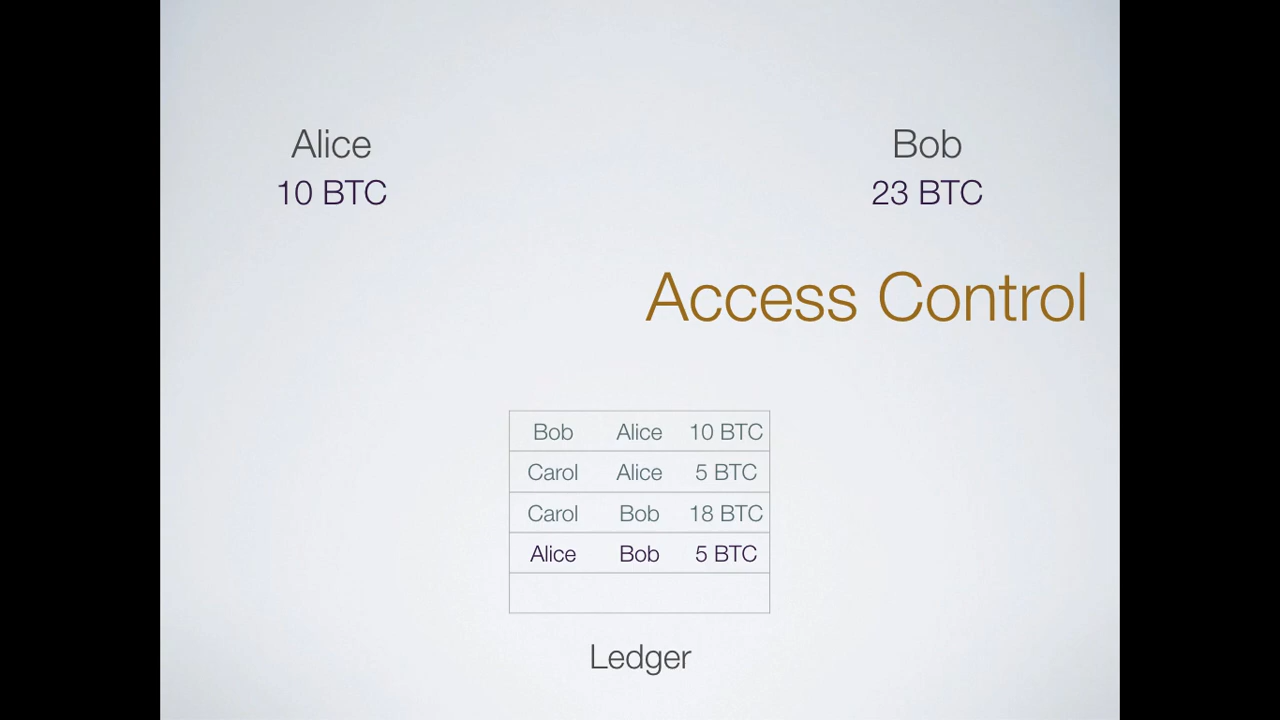 Alice
10 BTC
Bob
23 BTC
Access Control
Bob Alice 10 BTC
Carol Alice 5 BTC
Carol Bob 18 BTC
Alice Bob 5 BTC
Ledger